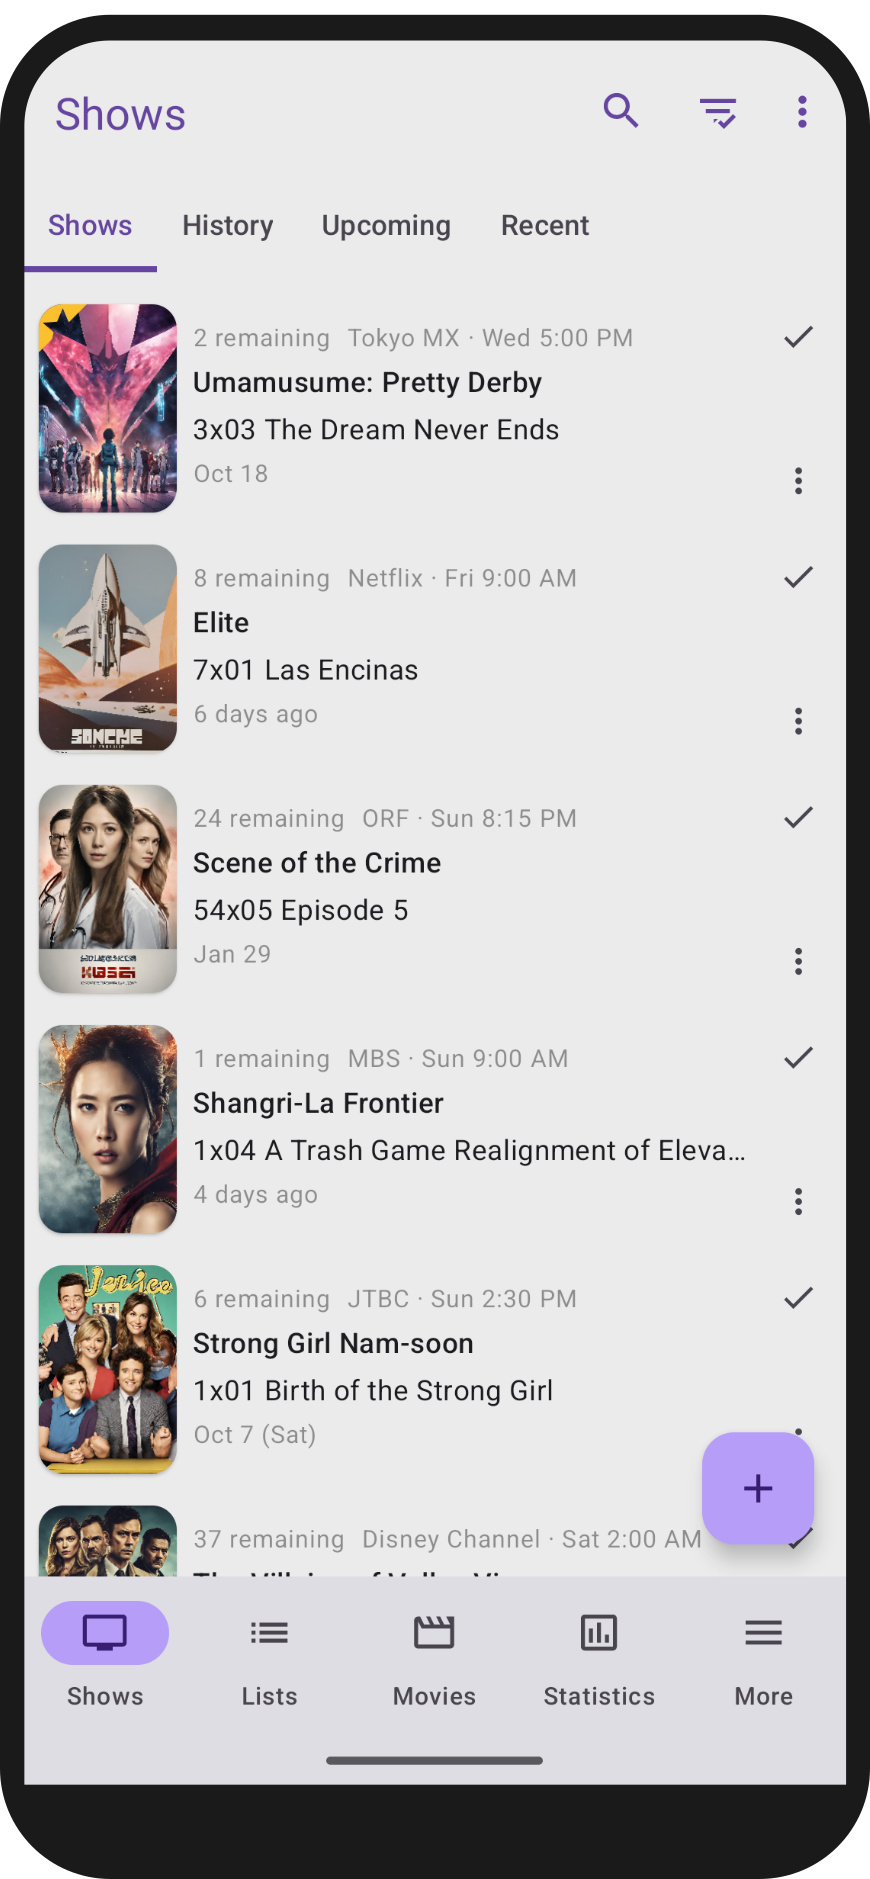 Shows
Shows History Upcoming Recent
2 remaining Tokyo MX · Wed 5:00 PM
Umamusume: Pretty Derby
3x03 The Dream Never Ends
Oct 18
8 remaining Netflix · Fri 9:00 AM
Elite
7x01 Las Encinas
6 days ago
24 remaining ORF · Sun 8:15 PM
Scene of the Crime
54x05 Episode 5
Jan 29
1 remaining MBS · Sun 9:00 AM
Shangri-La Frontier
1x04 A Trash Game Realignment of Eleva…
4 days ago
6 remaining JTBC · Sun 2:30 PM
Strong Girl Nam-soon
1x01 Birth of the Strong Girl
Oct 7 (Sat)
37 remaining Disney Channel · Sat 2:00 AM
Shows Lists Movies Statistics More